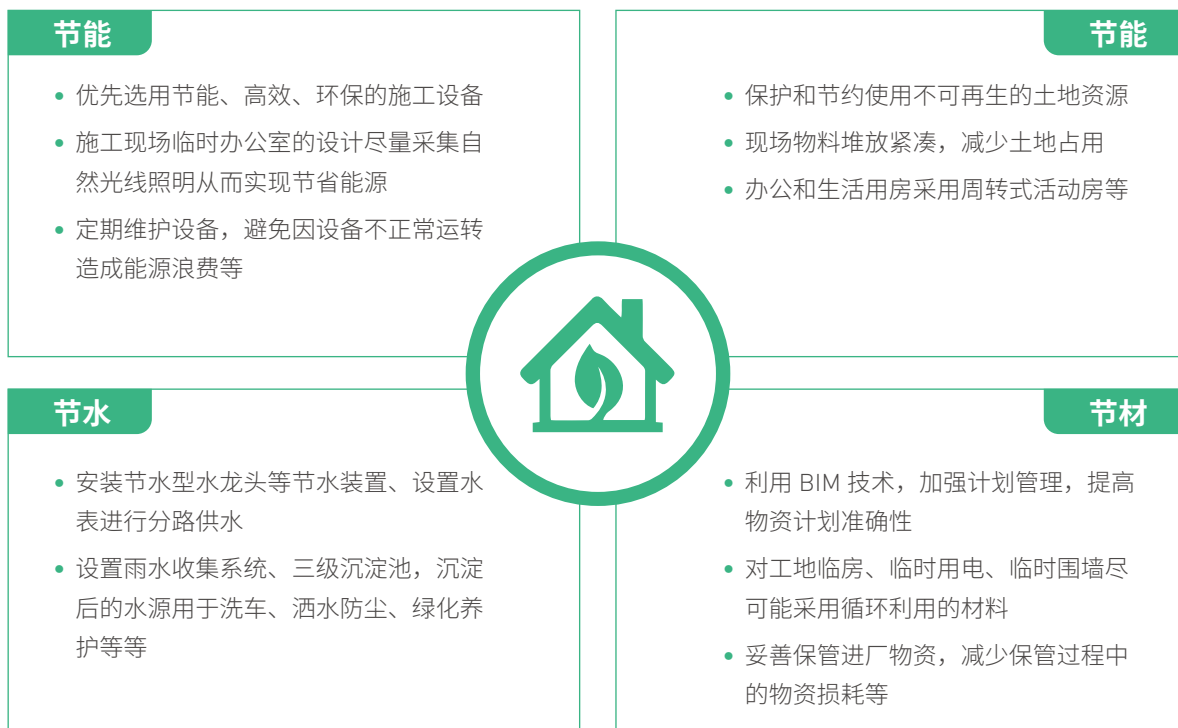 节能
• 优先选用节能、高效、环保的施工设备
• 施工现场临时办公室的设计尽量采集自
然光线照明从而实现节省能源
• 定期维护设备，避免因设备不正常运转
造成能源浪费等
节能
• 保护和节约使用不可再生的土地资源
• 现场物料堆放紧凑，减少土地占用
• 办公和生活用房采用周转式活动房等
节水
• 安装节水型水龙头等节水装置、设置水
表进行分路供水
• 设置雨水收集系统、三级沉淀池，沉淀
后的水源用于洗车、洒水防尘、绿化养
护等等
节材
• 利用 BIM 技术，加强计划管理，提高
物资计划准确性
• 对工地临房、临时用电、临时围墙尽
可能采用循环利用的材料
• 妥善保管进厂物资，减少保管过程中
的物资损耗等